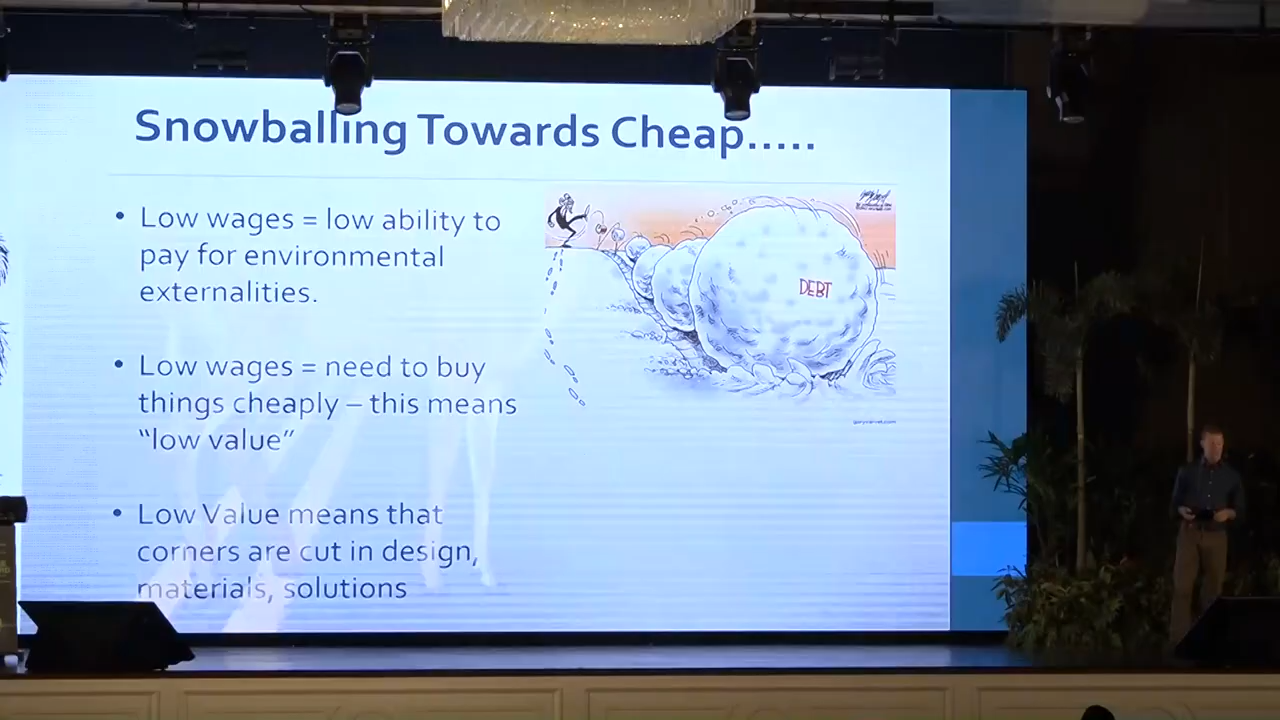 Snowballing Towards Cheap.....
• Low wages = low ability to
pay for environmental
externalities.
• Low wages = need to buy
things cheaply – this means
“low value”
• Low Value means that
corners are cut in design,
materials, solutions
DEBT